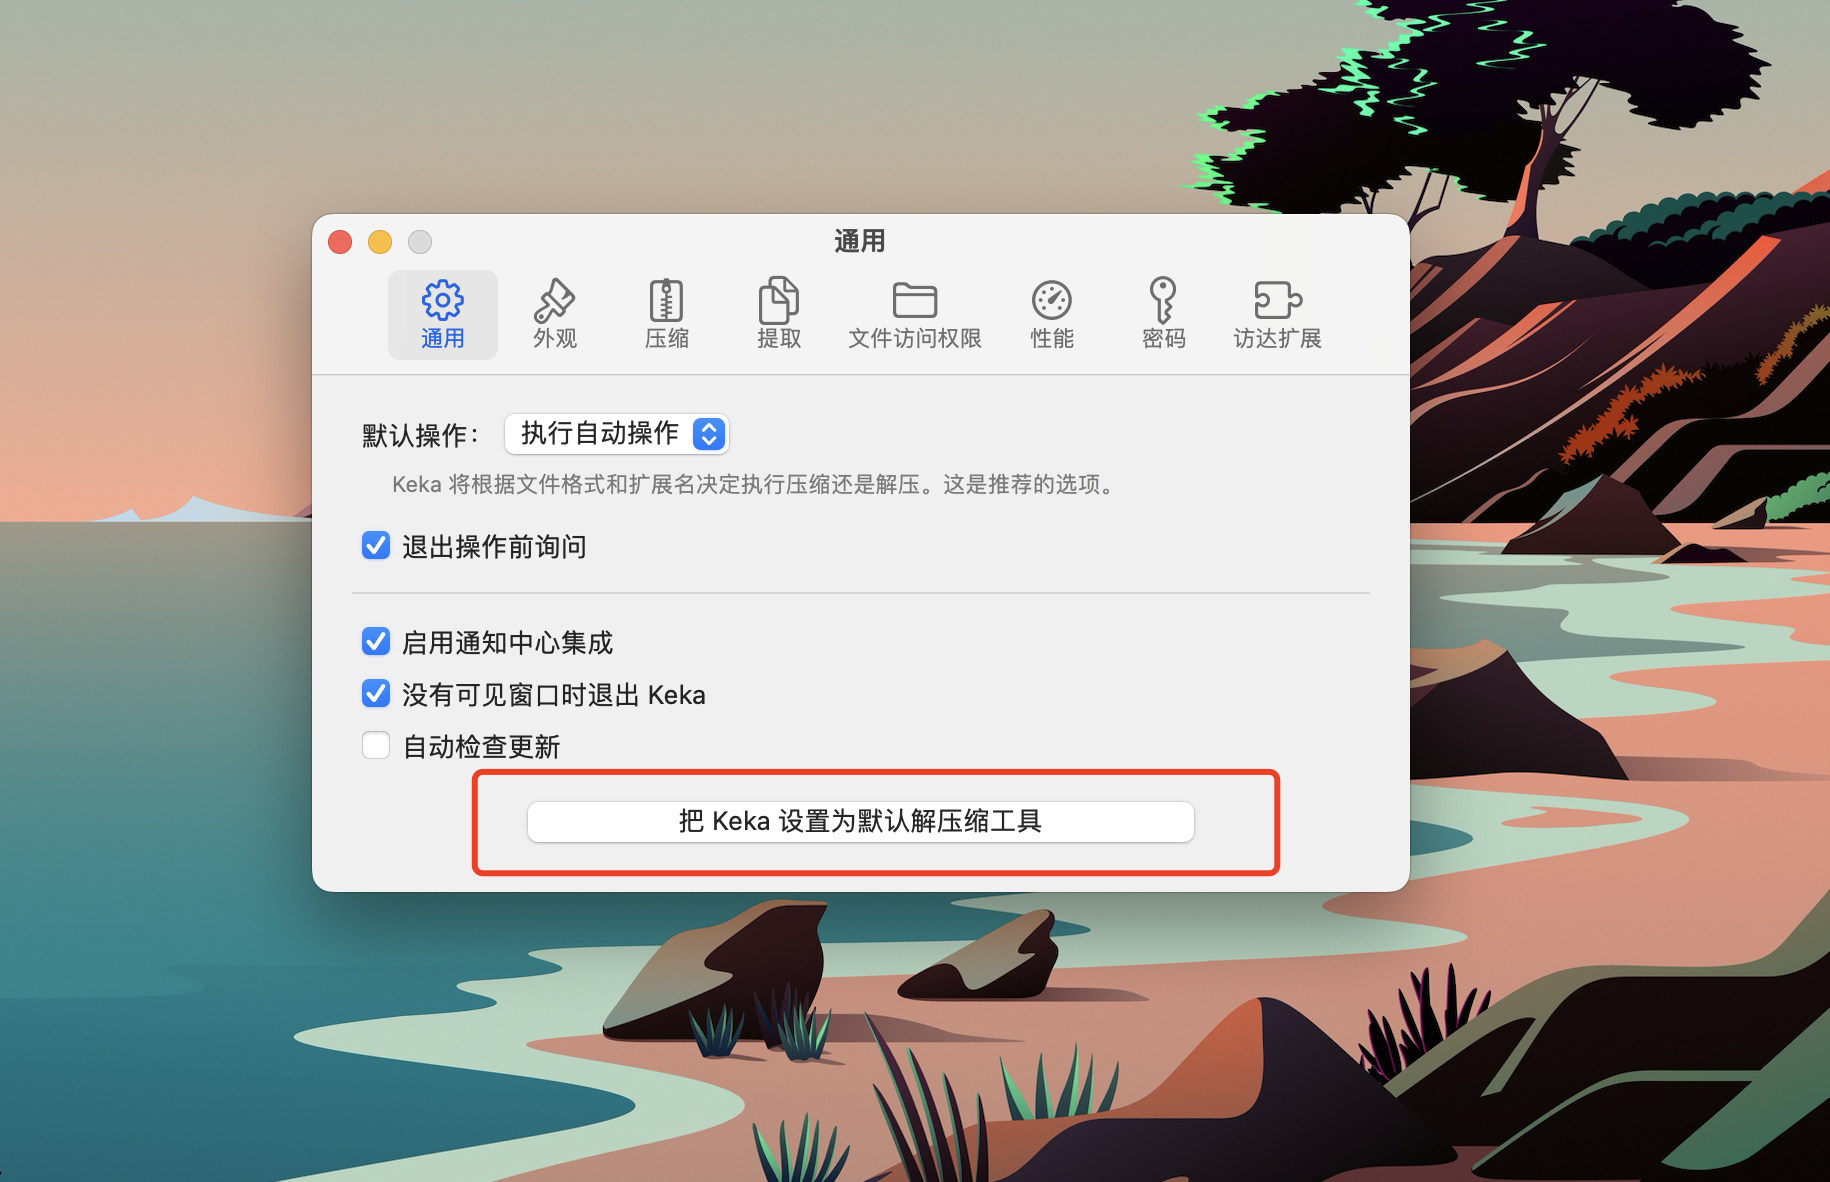 通用
通用 外观 压缩 提取 文件访问权限 性能 密码 访达扩展
默认操作： 执行自动操作
Keka 将根据文件格式和扩展名决定执行压缩还是解压。这是推荐的选项。
退出操作前询问
启用通知中心集成
没有可见窗口时退出 Keka
自动检查更新
把 Keka 设置为默认解压缩工具